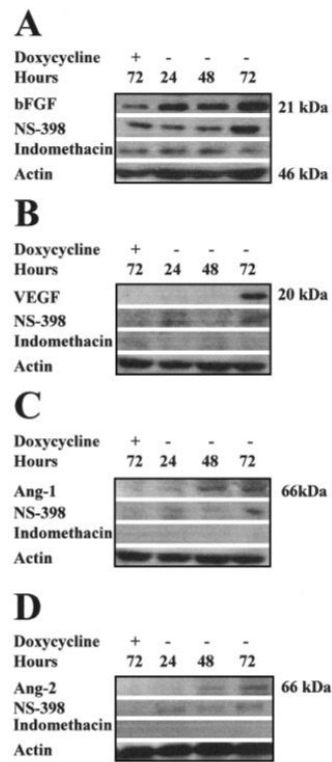 A
Doxycycline + - - -
Hours 72 24 48 72
bFGF 21 kDa
NS-398
Indomethacin
Actin 46 kDa
B
Doxycycline + - - -
Hours 72 24 48 72
VEGF 20 kDa
NS-398
Indomethacin
Actin
C
Doxycycline + - - -
Hours 72 24 48 72
Ang-1 66kDa
NS-398
Indomethacin
Actin
D
Doxycycline + - - -
Hours 72 24 48 72
Ang-2 66 kDa
NS-398
Indomethacin
Actin